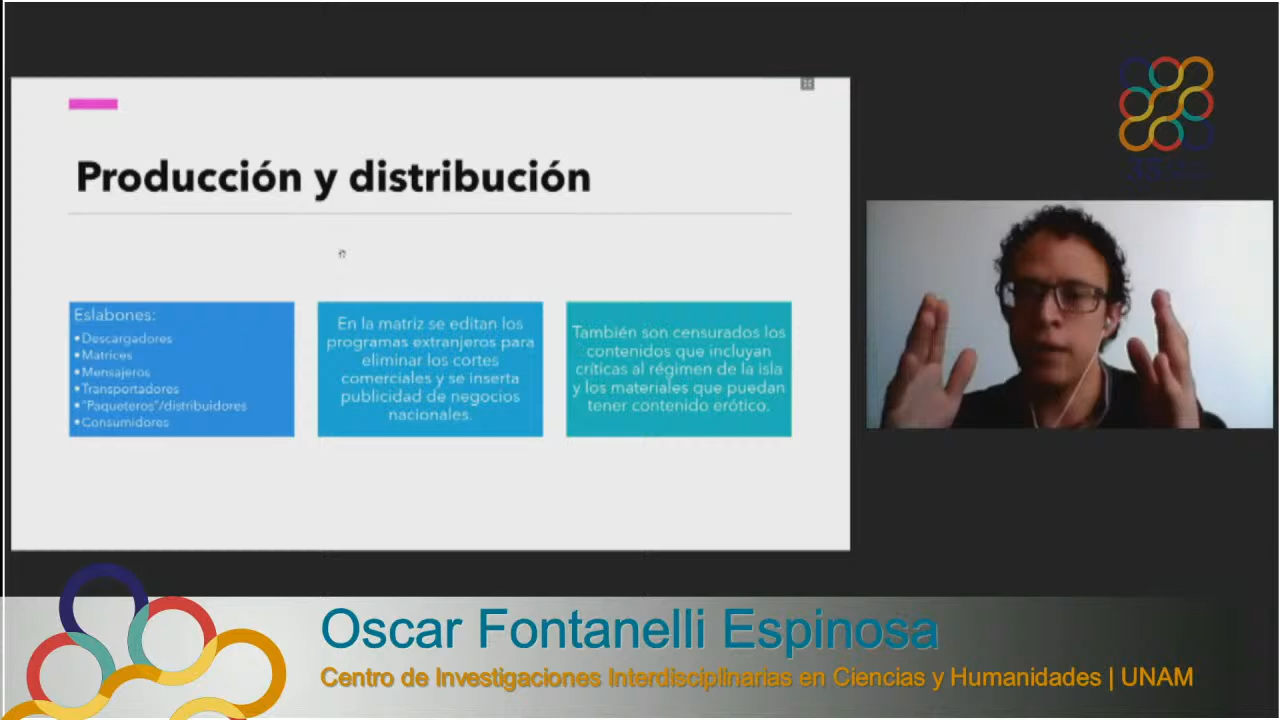 Producción y distribución
Eslabones:
•Descargadores
•Matrices
•Mensajeros
•Transportadores
•"Paqueteros"/distribuidores
•Consumidores
En la matriz se editan los
programas extranjeros para
eliminar los cortes
comerciales y se inserta
publicidad de negocios
nacionales.
También son censurados los
contenidos que incluyan
críticas al régimen de la isla
y los materiales que puedan
tener contenido erótico.
Oscar Fontanelli Espinosa
Centro de Investigaciones Interdisciplinarias en Ciencias y Humanidades | UNAM